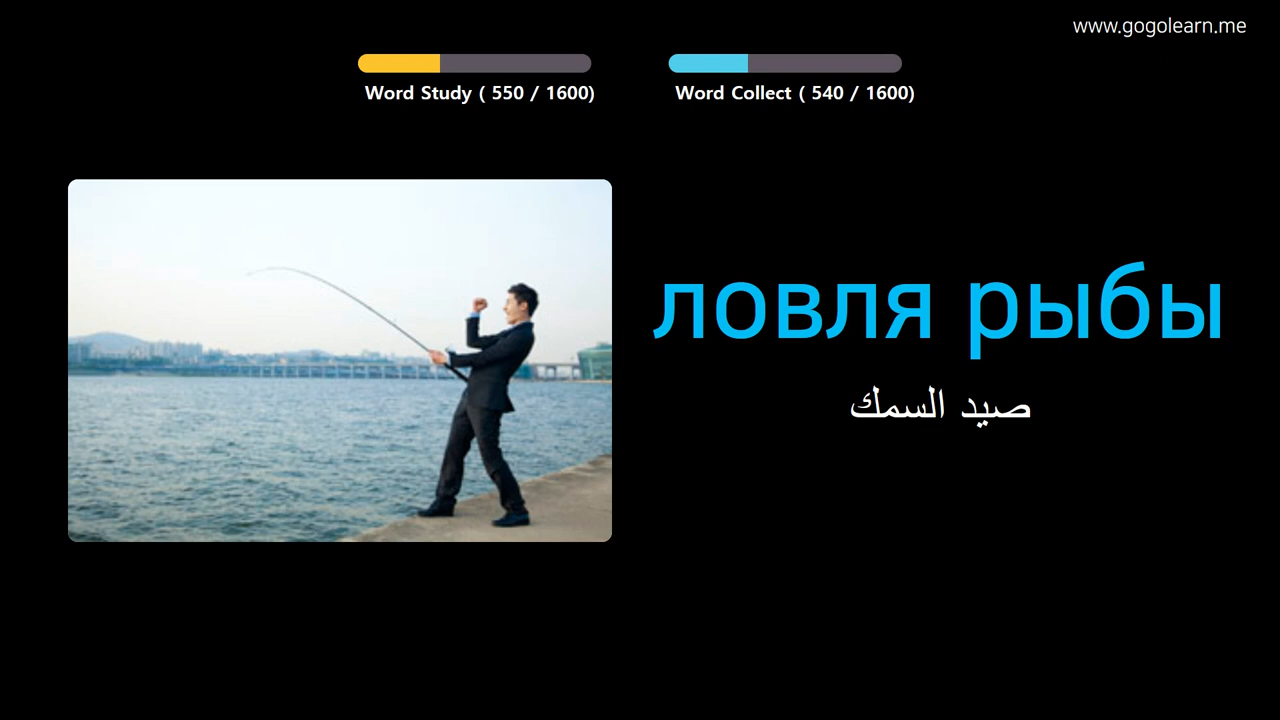 www.gogolearn.me
Word Study ( 550 / 1600)
Word Collect ( 540 / 1600)
ловля рыбы
صيد السمك